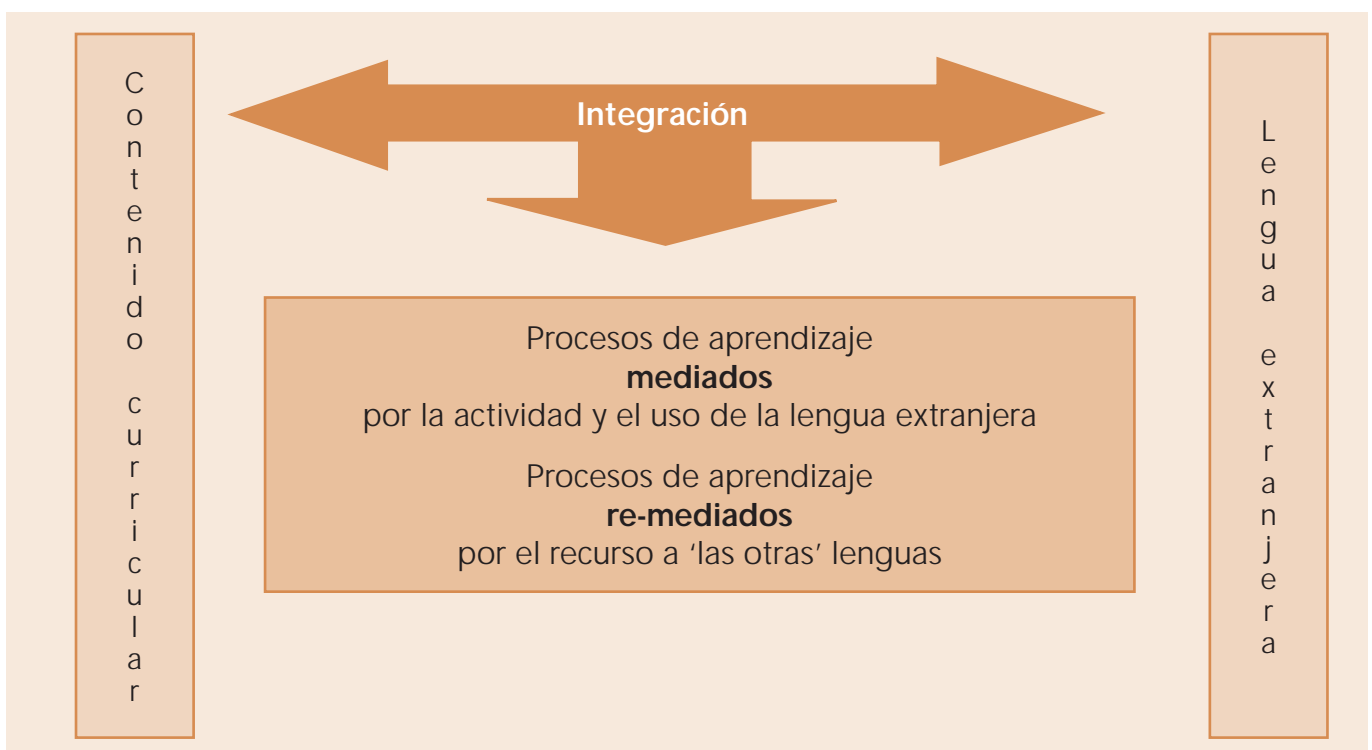 Contenido curricular
Integración
Procesos de aprendizaje
mediados
por la actividad y el uso de la lengua extranjera
Procesos de aprendizaje
re-mediados
por el recurso a ‘las otras’ lenguas
Lengua extranjera